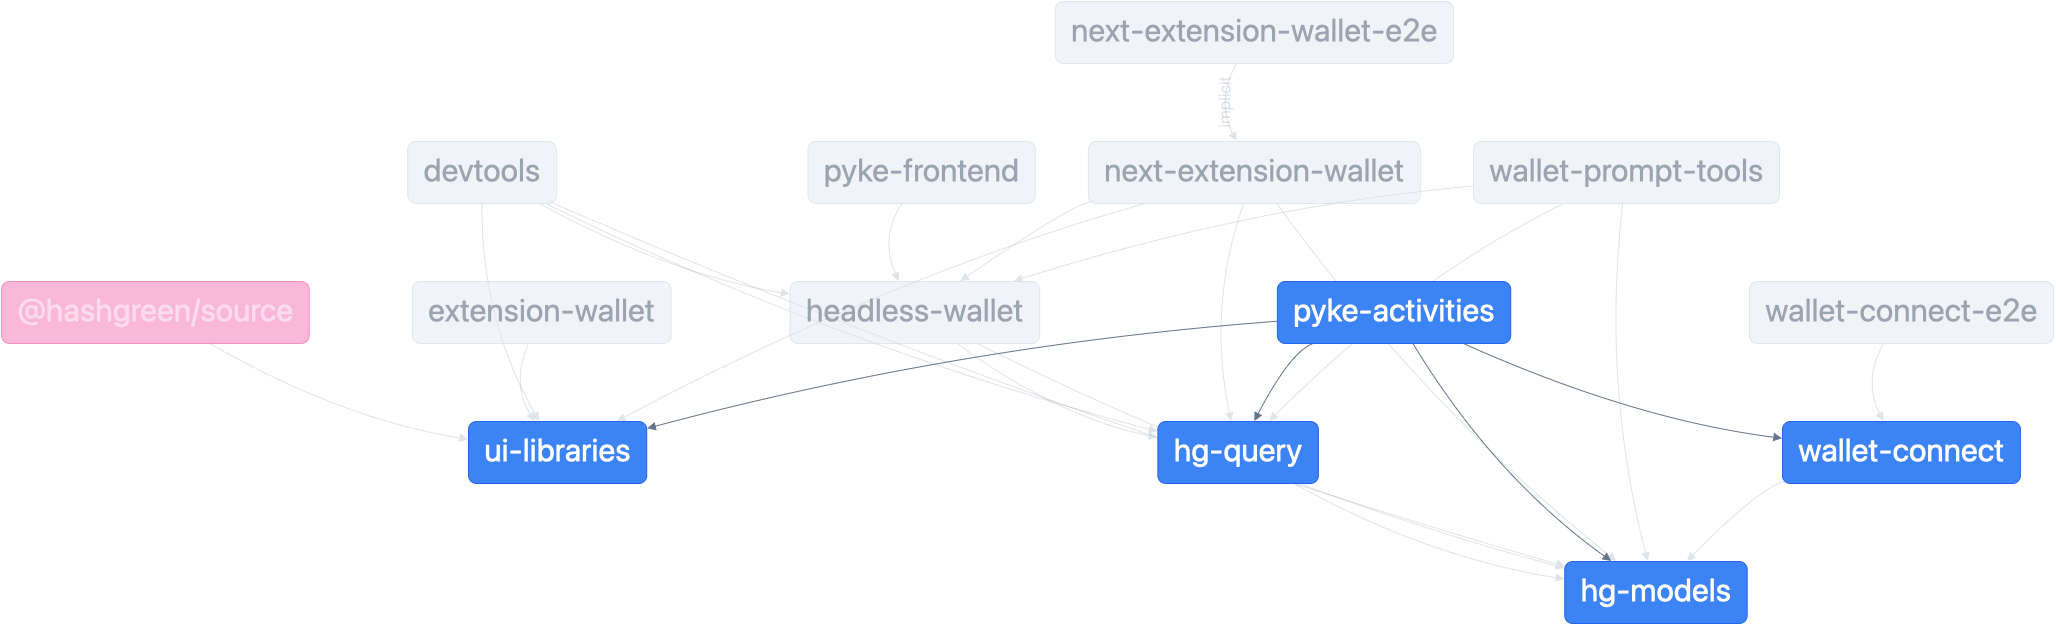 next-extension-wallet-e2e
implicit
devtools
pyke-frontend
next-extension-wallet
wallet-prompt-tools
@hashgreen/source
extension-wallet
headless-wallet
pyke-activities
wallet-connect-e2e
ui-libraries
hg-query
wallet-connect
hg-models